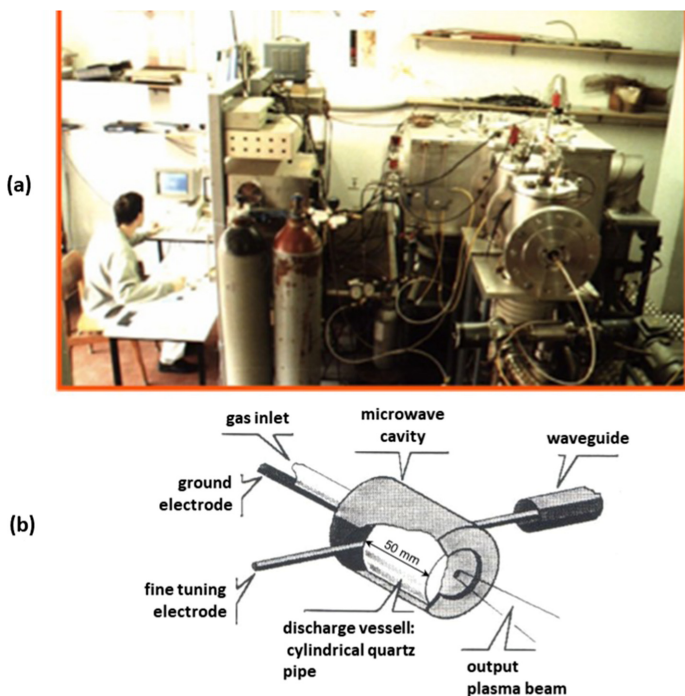 (a)
gas inlet
microwave
cavity
waveguide
ground
electrode
(b)
50 mm
fine tuning
electrode
discharge vessell:
cylindrical quartz
pipe
output
plasma beam